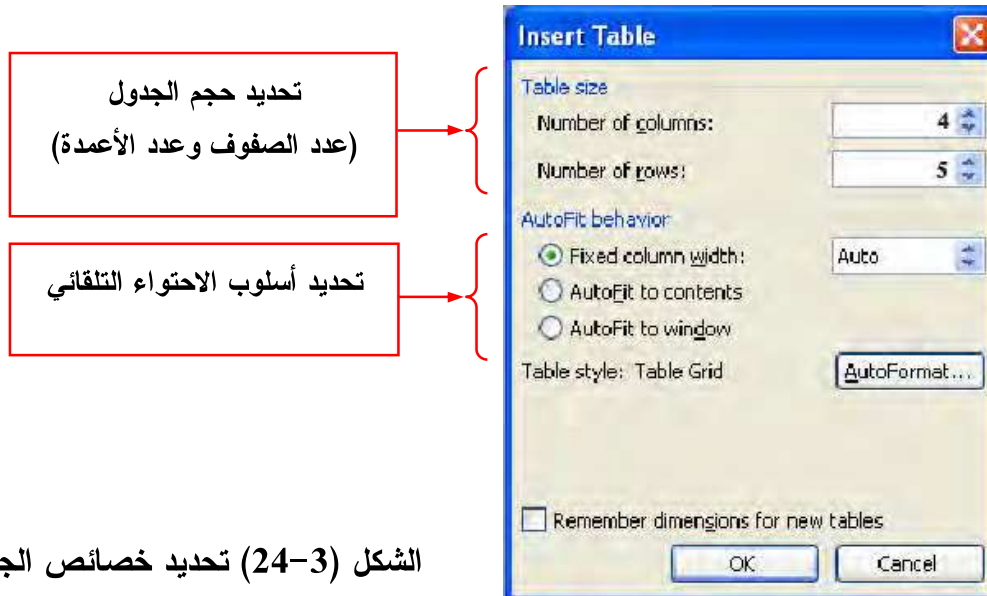 Insert Table
تحديد حجم الجدول
(عدد الصفوف وعدد الأعمدة)
Table size
Number of columns: 4
Number of rows: 5
تحديد أسلوب الاحتواء التلقائي
AutoFit behavior
Fixed column width: Auto
AutoFit to contents
AutoFit to window
Table style: Table Grid AutoFormat...
Remember dimensions for new tables
OK Cancel
الشكل (3-24) تحديد خصائص